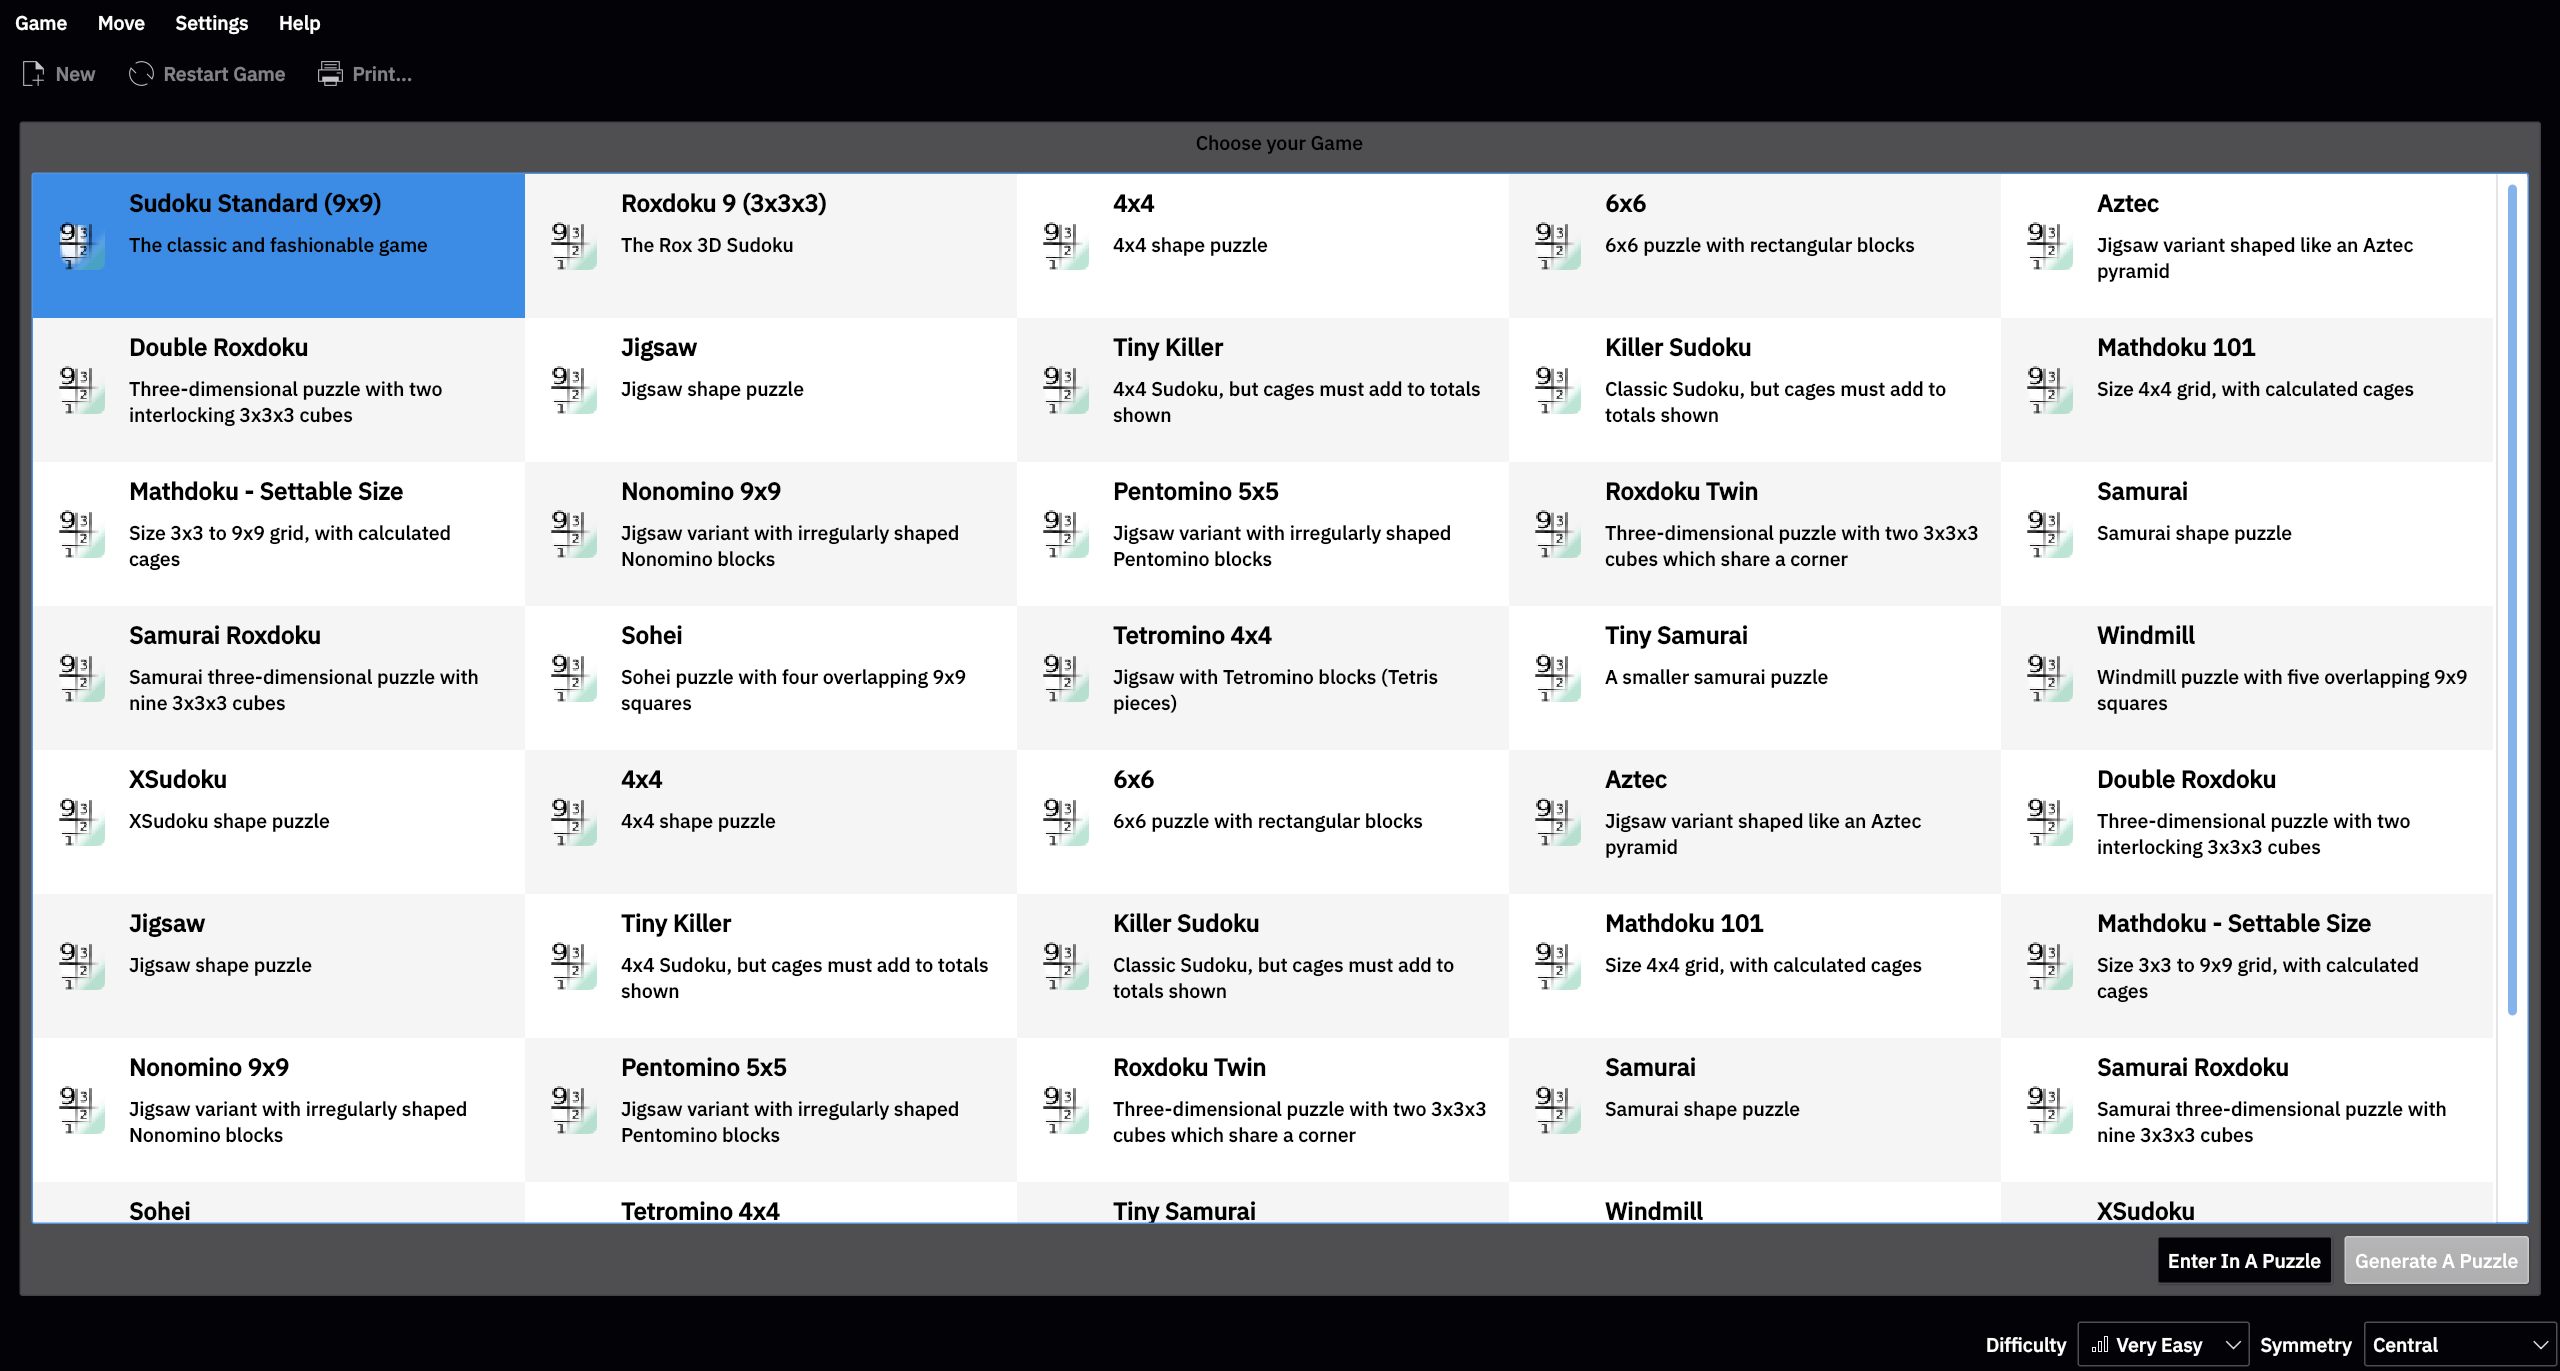 Game Move Settings Help
New Restart Game Print...
Choose your Game
Sudoku Standard (9x9)
The classic and fashionable game
Roxdoku 9 (3x3x3)
The Rox 3D Sudoku
4x4
4x4 shape puzzle
6x6
6x6 puzzle with rectangular blocks
Aztec
Jigsaw variant shaped like an Aztec
pyramid
Double Roxdoku
Three-dimensional puzzle with two
interlocking 3x3x3 cubes
Jigsaw
Jigsaw shape puzzle
Tiny Killer
4x4 Sudoku, but cages must add to totals
shown
Killer Sudoku
Classic Sudoku, but cages must add to
totals shown
Mathdoku 101
Size 4x4 grid, with calculated cages
Mathdoku - Settable Size
Size 3x3 to 9x9 grid, with calculated
cages
Nonomino 9x9
Jigsaw variant with irregularly shaped
Nonomino blocks
Pentomino 5x5
Jigsaw variant with irregularly shaped
Pentomino blocks
Roxdoku Twin
Three-dimensional puzzle with two 3x3x3
cubes which share a corner
Samurai
Samurai shape puzzle
Samurai Roxdoku
Samurai three-dimensional puzzle with
nine 3x3x3 cubes
Sohei
Sohei puzzle with four overlapping 9x9
squares
Tetromino 4x4
Jigsaw with Tetromino blocks (Tetris
pieces)
Tiny Samurai
A smaller samurai puzzle
Windmill
Windmill puzzle with five overlapping 9x9
squares
XSudoku
XSudoku shape puzzle
4x4
4x4 shape puzzle
6x6
6x6 puzzle with rectangular blocks
Aztec
Jigsaw variant shaped like an Aztec
pyramid
Double Roxdoku
Three-dimensional puzzle with two
interlocking 3x3x3 cubes
Jigsaw
Jigsaw shape puzzle
Tiny Killer
4x4 Sudoku, but cages must add to totals
shown
Killer Sudoku
Classic Sudoku, but cages must add to
totals shown
Mathdoku 101
Size 4x4 grid, with calculated cages
Mathdoku - Settable Size
Size 3x3 to 9x9 grid, with calculated
cages
Nonomino 9x9
Jigsaw variant with irregularly shaped
Nonomino blocks
Pentomino 5x5
Jigsaw variant with irregularly shaped
Pentomino blocks
Roxdoku Twin
Three-dimensional puzzle with two 3x3x3
cubes which share a corner
Samurai
Samurai shape puzzle
Samurai Roxdoku
Samurai three-dimensional puzzle with
nine 3x3x3 cubes
Sohei
Tetromino 4x4
Tiny Samurai
Windmill
XSudoku
Enter In A Puzzle Generate A Puzzle
Difficulty Very Easy Symmetry Central